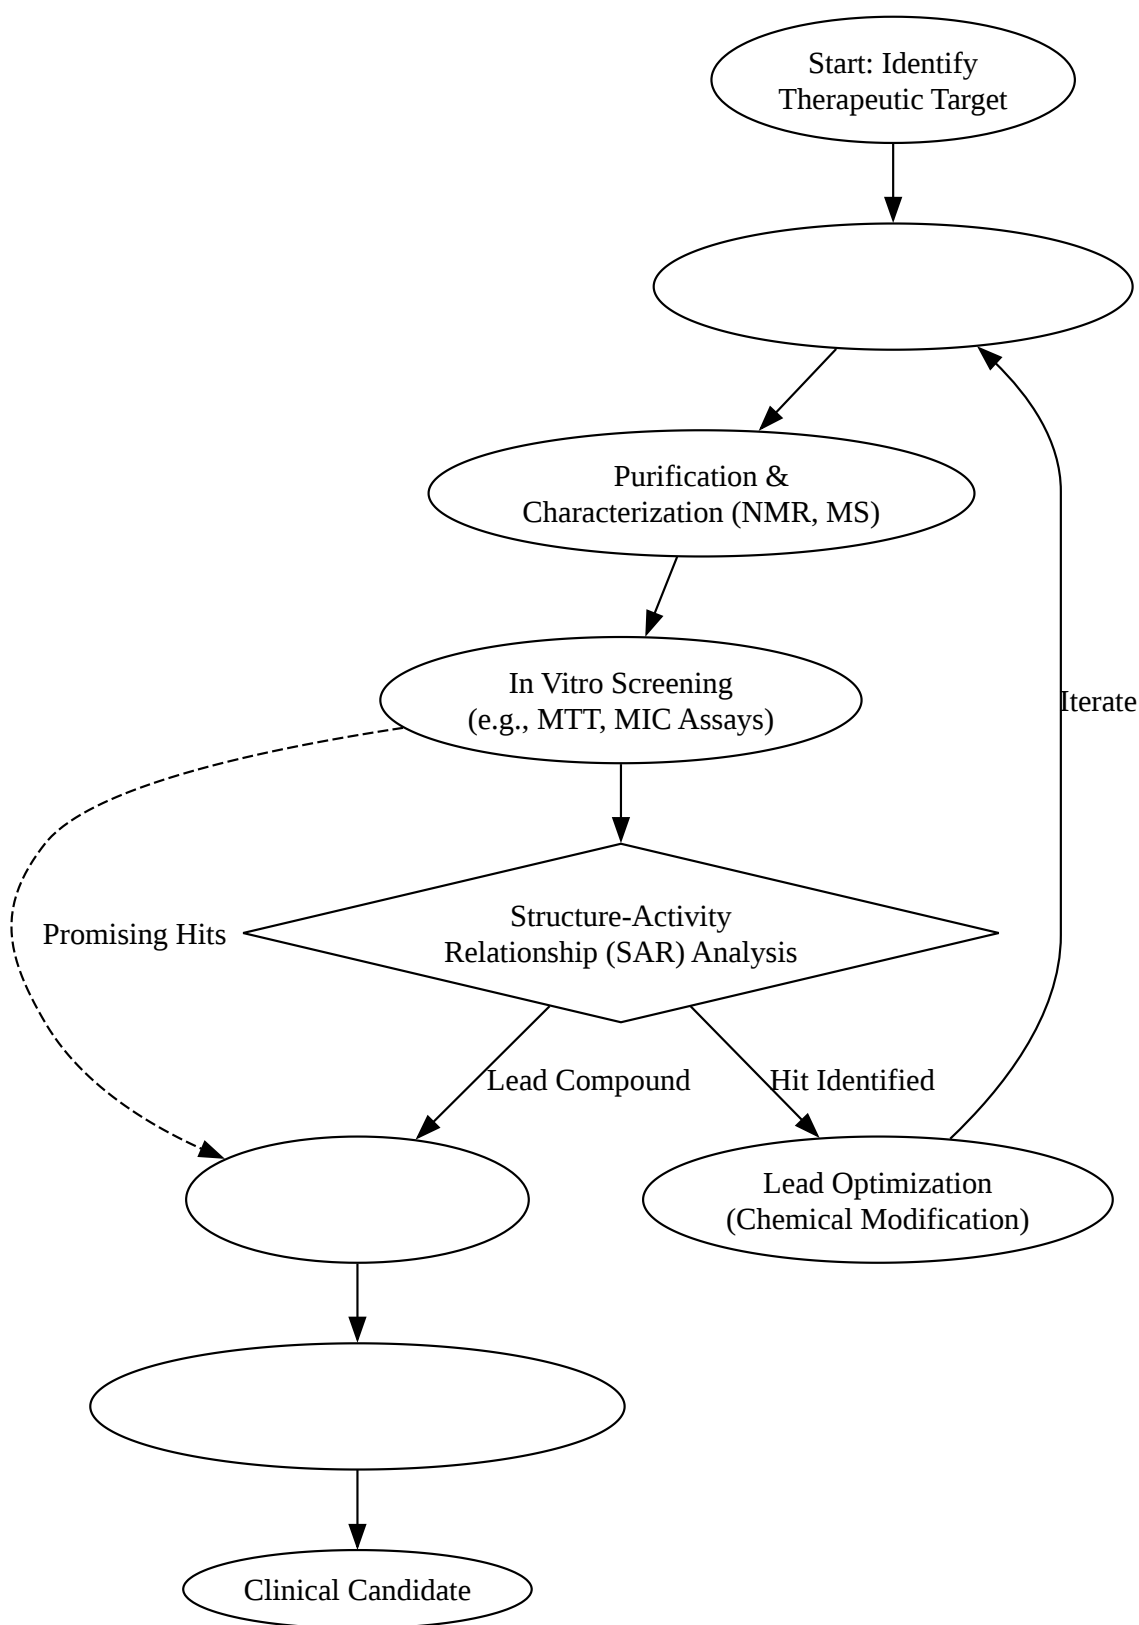 Start: Identify
Therapeutic Target
Purification &
Characterization (NMR, MS)
In Vitro Screening
(e.g., MTT, MIC Assays)
Iterate
Promising Hits
Structure-Activity
Relationship (SAR) Analysis
Lead Compound
Hit Identified
Lead Optimization
(Chemical Modification)
Clinical Candidate